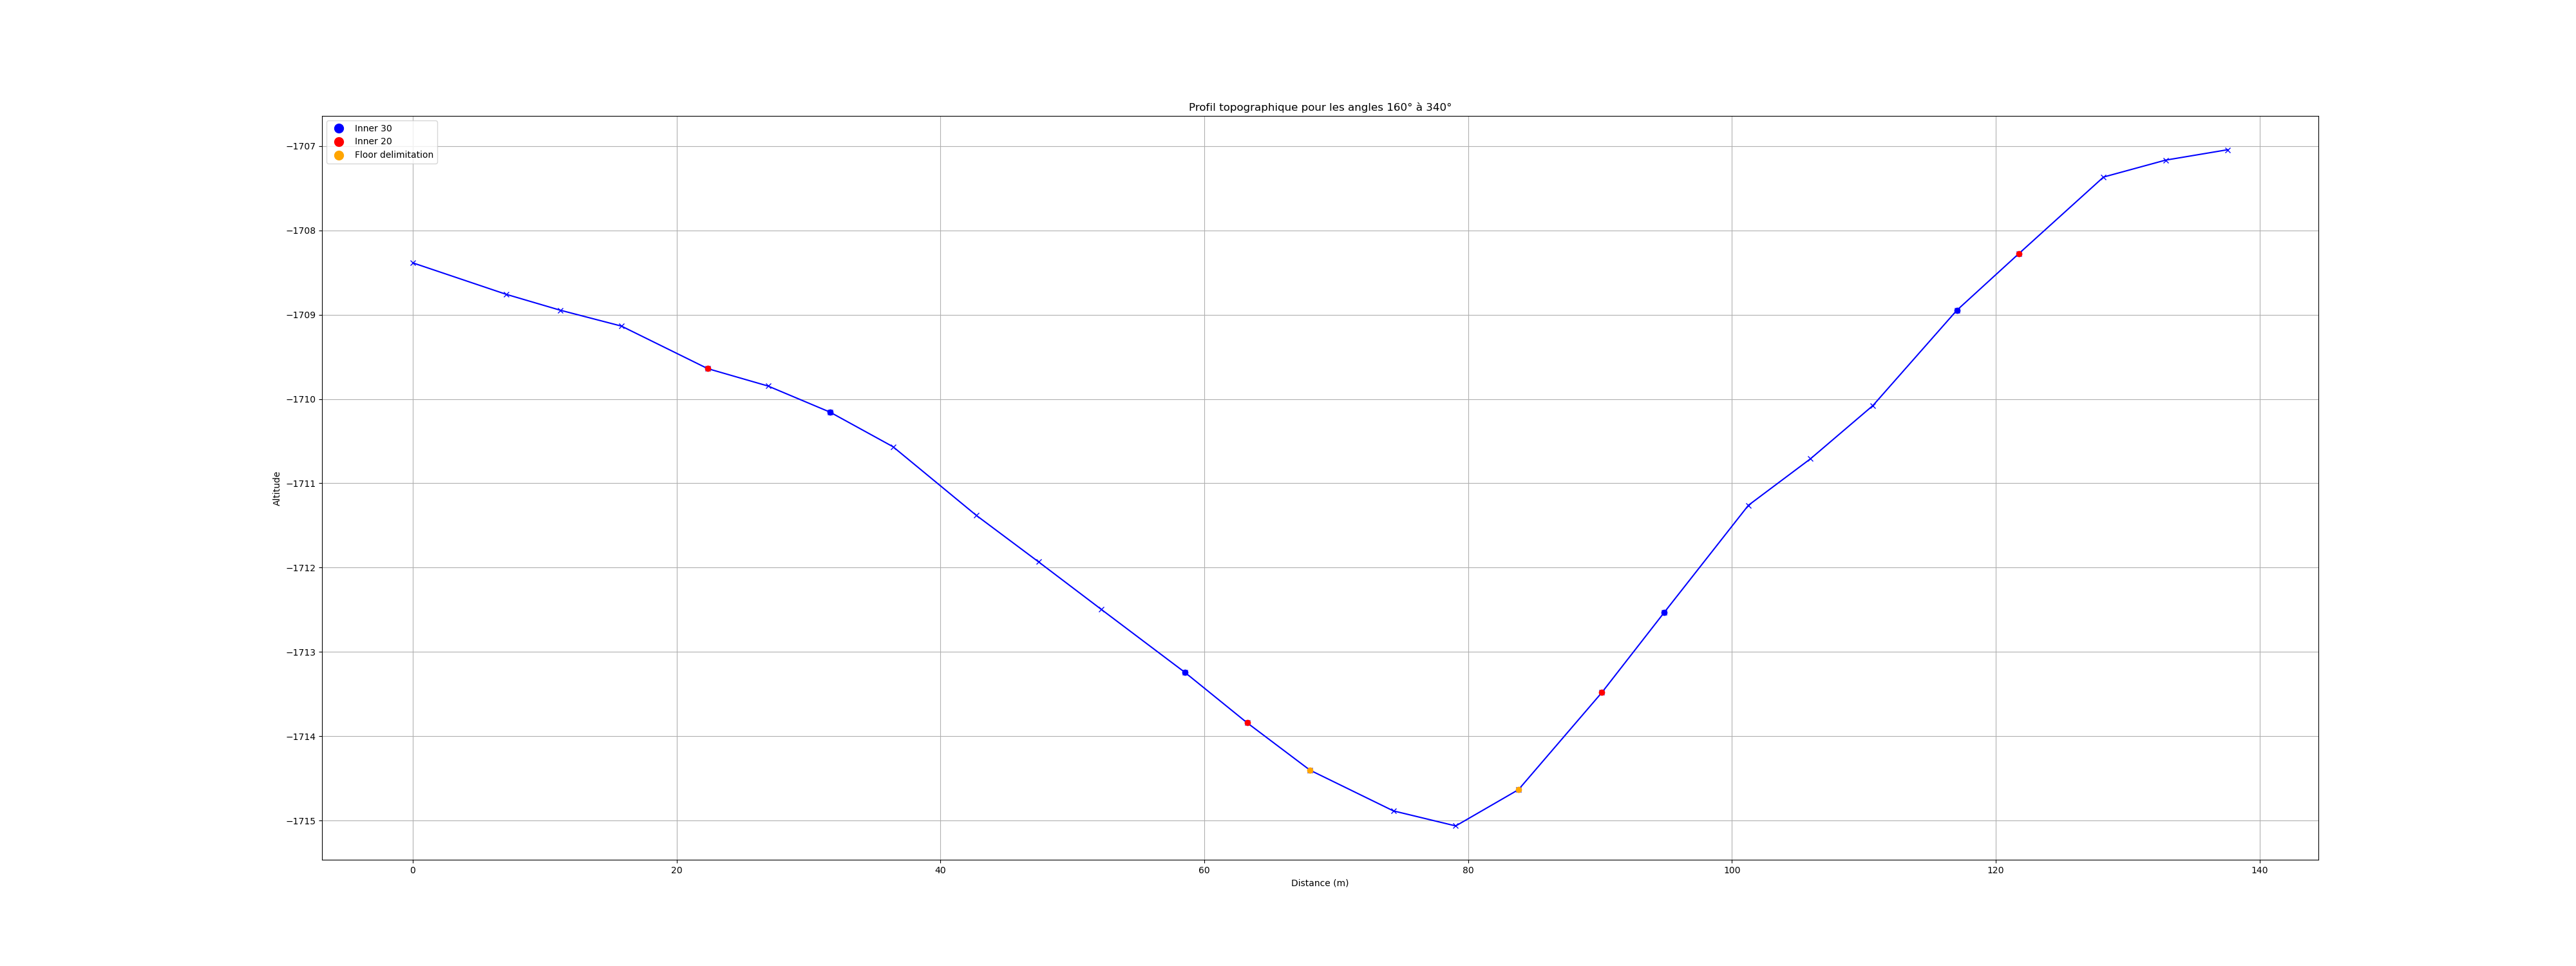 Profil topographique pour les angles 160° à 340°
Inner 30
Inner 20
Floor delimitation
−1707
−1708
−1709
−1710
−1711
−1712
−1713
−1714
−1715
Altitude
0 20 40 60 80 100 120 140
Distance (m)